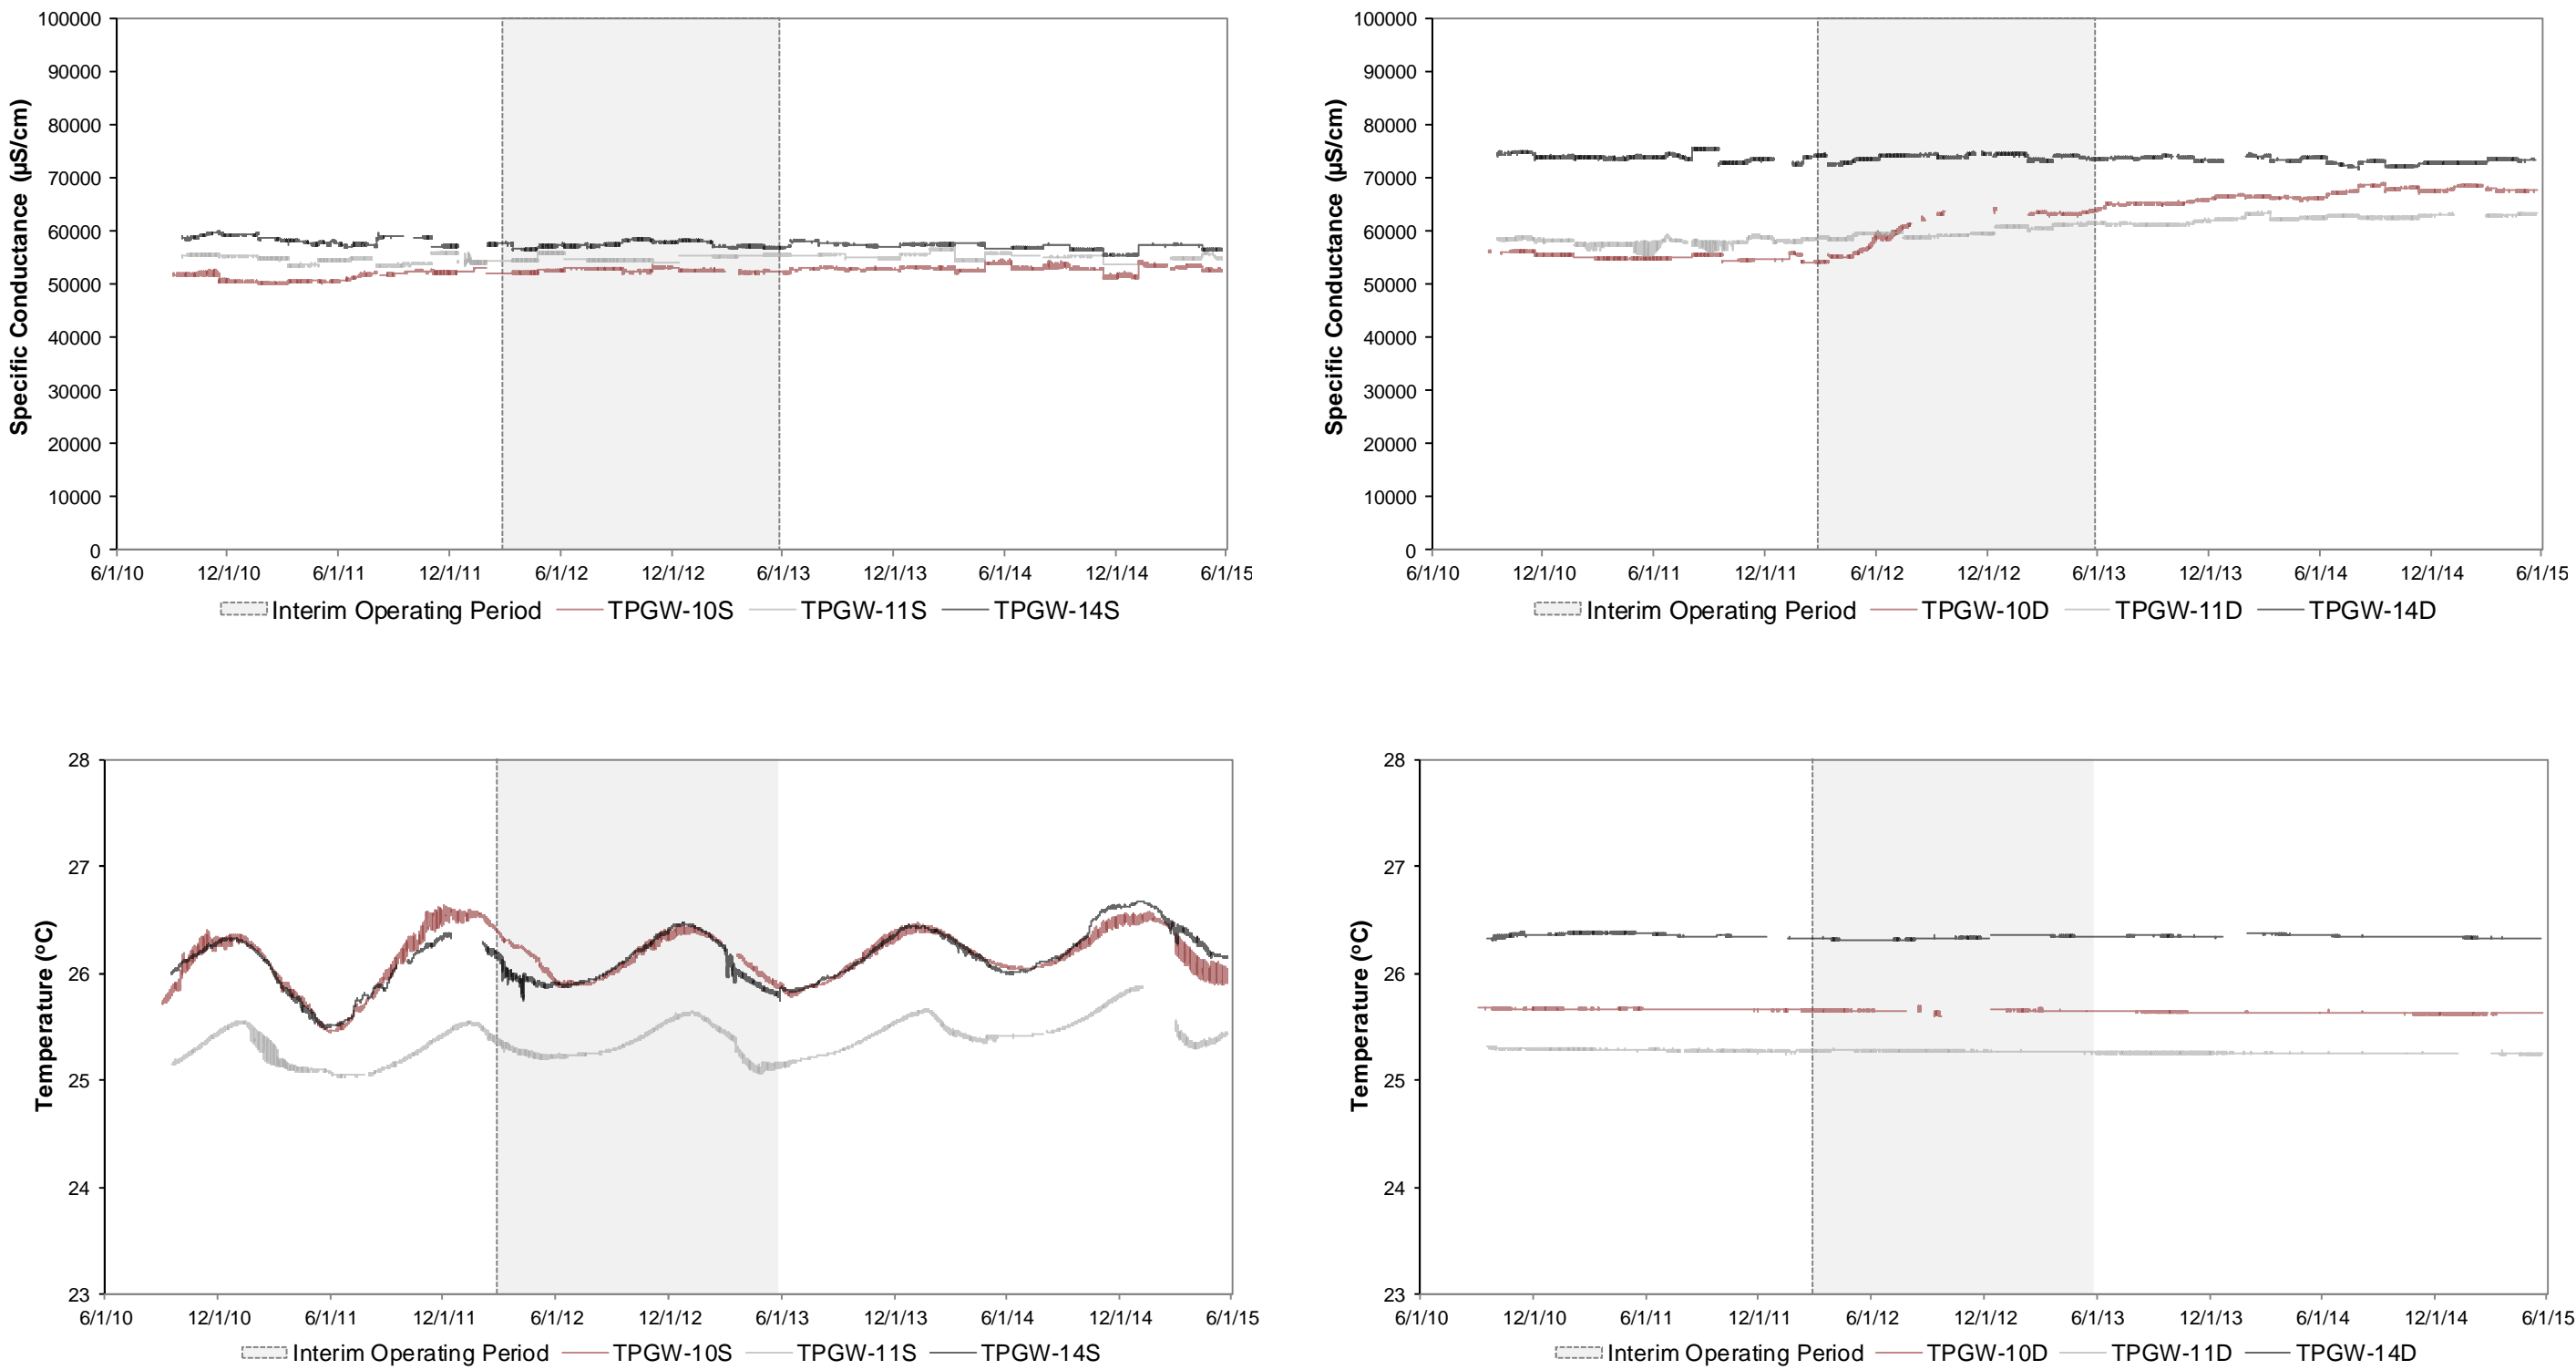 100000
90000
80000
70000
60000
50000
40000
30000
20000
10000
0
Specific Conductance (µS/cm)
6/1/10 12/1/10 6/1/11 12/1/11 6/1/12 12/1/12 6/1/13 12/1/13 6/1/14 12/1/14 6/1/15
Interim Operating Period TPGW-10S TPGW-11S TPGW-14S
100000
90000
80000
70000
60000
50000
40000
30000
20000
10000
0
Specific Conductance (µS/cm)
6/1/10 12/1/10 6/1/11 12/1/11 6/1/12 12/1/12 6/1/13 12/1/13 6/1/14 12/1/14 6/1/15
Interim Operating Period TPGW-10D TPGW-11D TPGW-14D
28
27
26
25
24
23
Temperature (ºC)
6/1/10 12/1/10 6/1/11 12/1/11 6/1/12 12/1/12 6/1/13 12/1/13 6/1/14 12/1/14 6/1/15
Interim Operating Period TPGW-10S TPGW-11S TPGW-14S
28
27
26
25
24
23
Temperature (ºC)
6/1/10 12/1/10 6/1/11 12/1/11 6/1/12 12/1/12 6/1/13 12/1/13 6/1/14 12/1/14 6/1/15
Interim Operating Period TPGW-10D TPGW-11D TPGW-14D